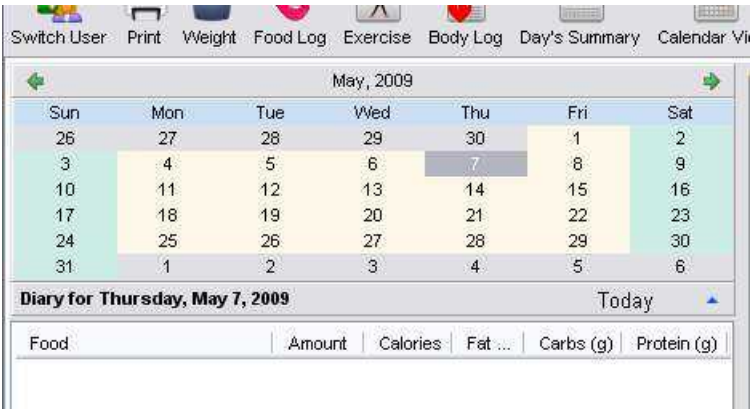 Switch User Print Weight Food Log Exercise Body Log Day's Summary Calendar
May, 2009
Sun Mon Tue Wed Thu Fri Sat
26 27 28 29 30 1 2
3 4 5 6 7 8 9
10 11 12 13 14 15 16
17 18 19 20 21 22 23
24 25 26 27 28 29 30
31 1 2 3 4 5 6
Diary for Thursday, May 7, 2009 Today
Food Amount Calories Fat ... Carbs (g) Protein (g)